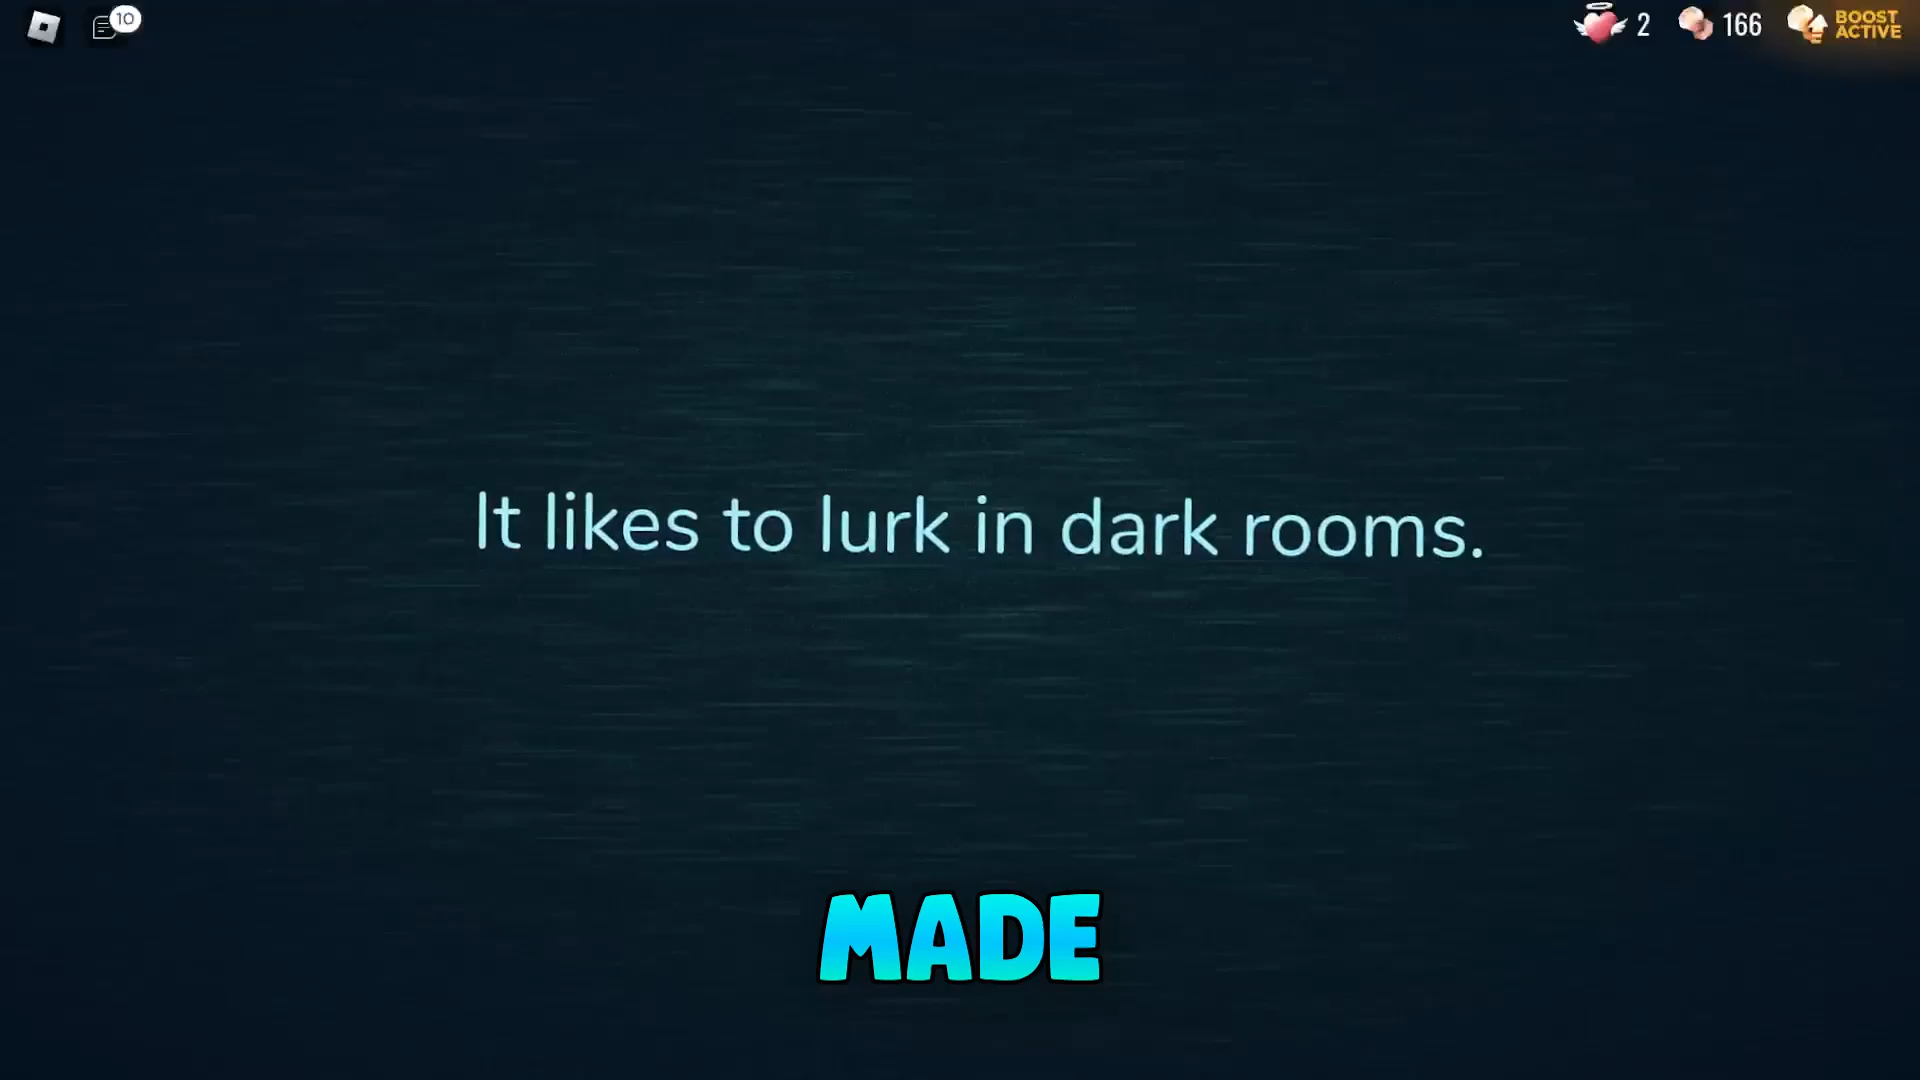 10
2
166
BOOST
ACTIVE
It likes to lurk in dark rooms.
MADE